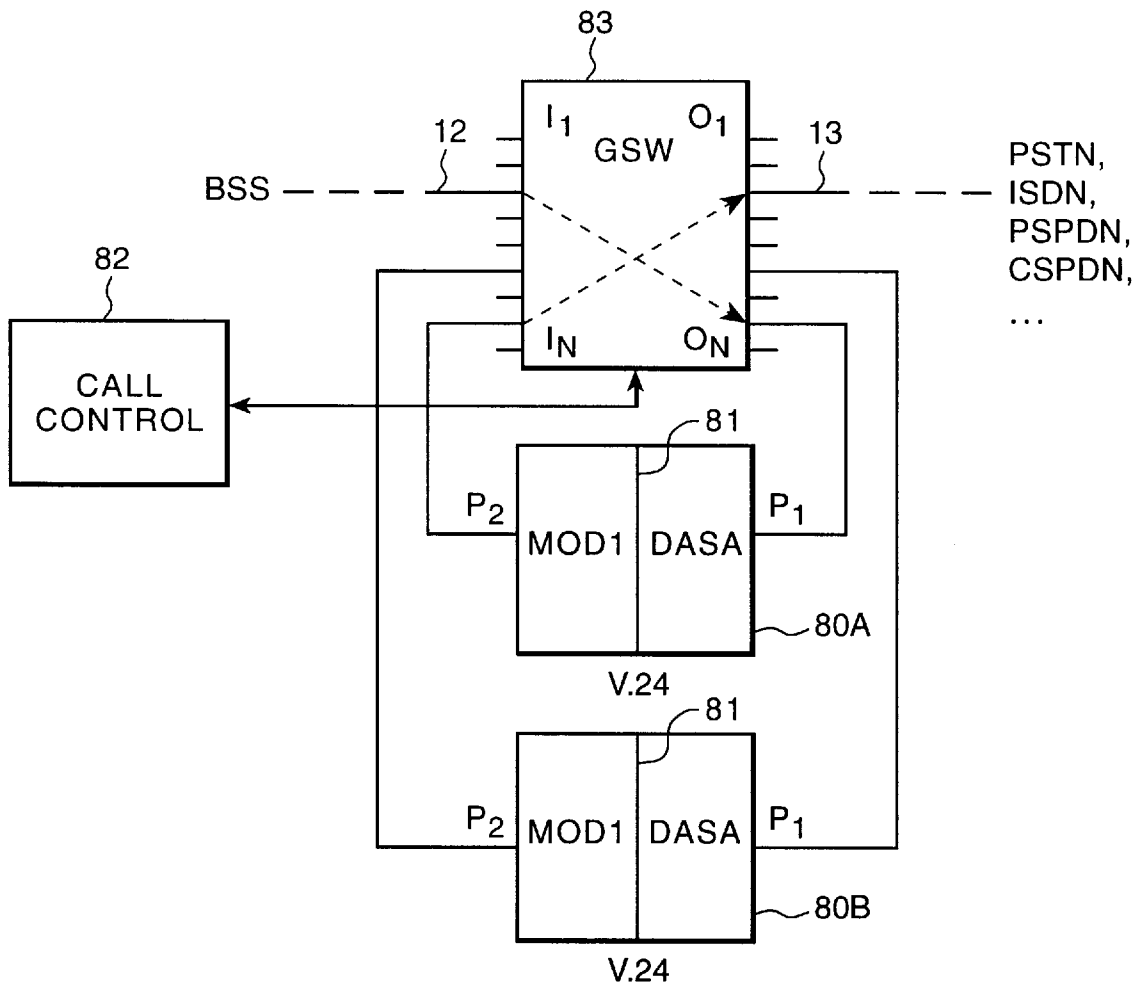 83
I1 O1
GSW
12
13
BSS
PSTN,
ISDN,
PSPDN,
CSPDN,
...
82
IN ON
CALL
CONTROL
81
P2
P1
MOD1 DASA
80A
V.24
81
P2
P1
MOD1 DASA
80B
V.24